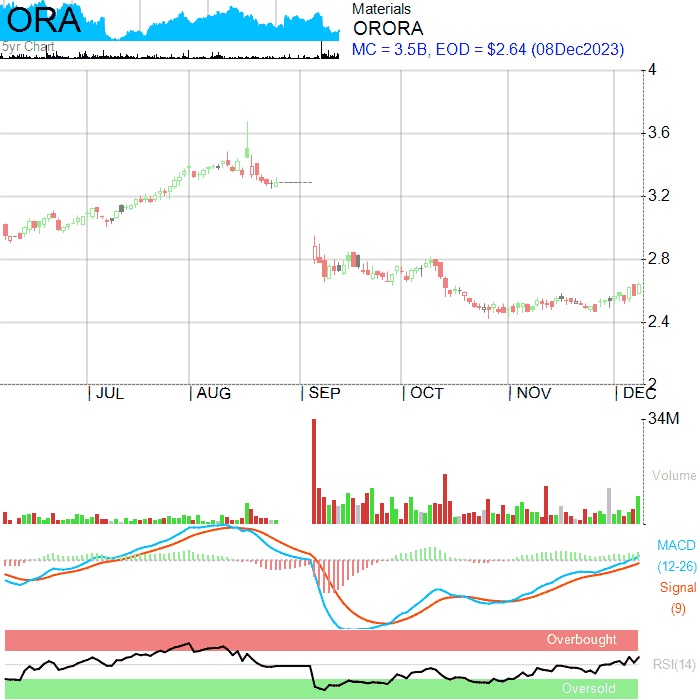 ORA
5yr Chart
Materials
ORORA
MC = 3.5B, EOD = $2.64 (08Dec2023)
4
3.6
3.2
2.8
2.4
2
JUL AUG SEP OCT NOV DEC
34M
Volume
MACD
(12-26)
Signal
(9)
Overbought
RSI(14)
Oversold